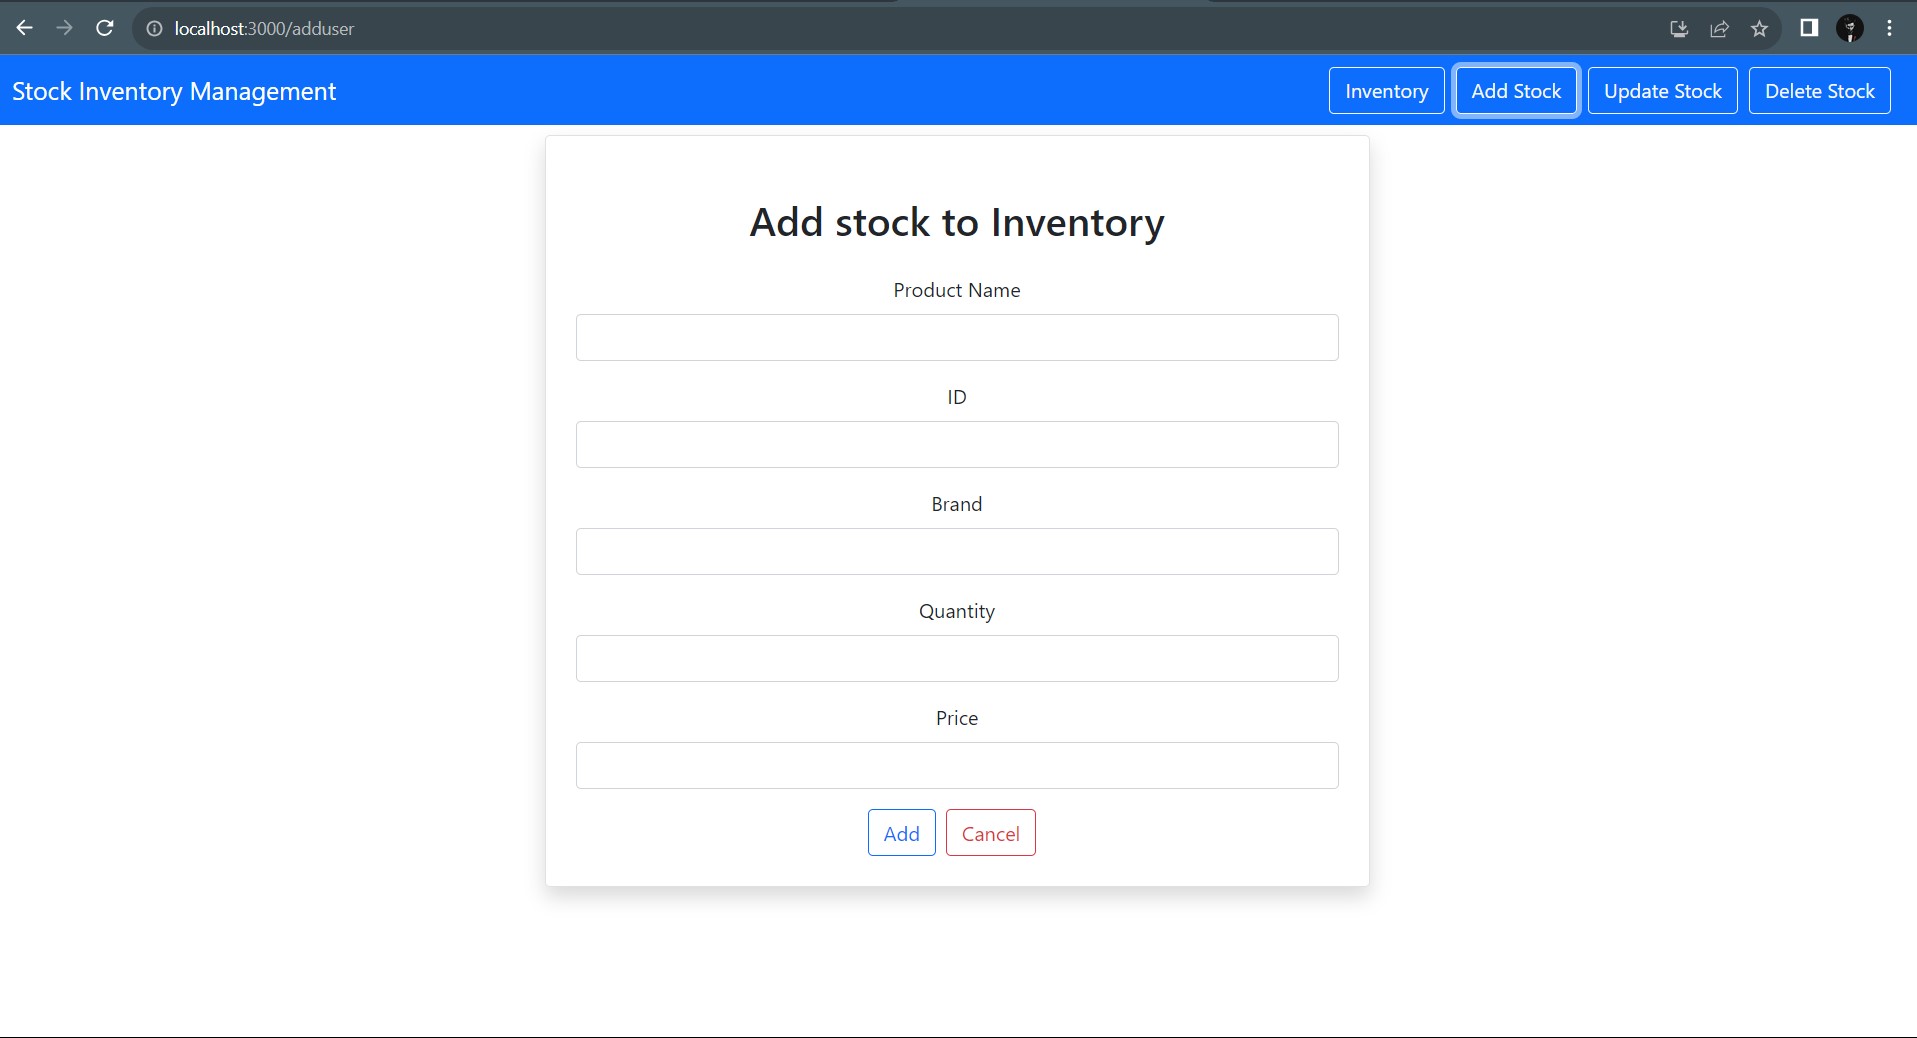 localhost:3000/adduser
Stock Inventory Management
Inventory
Add Stock
Update Stock
Delete Stock
Add stock to Inventory
Product Name
ID
Brand
Quantity
Price
Add
Cancel